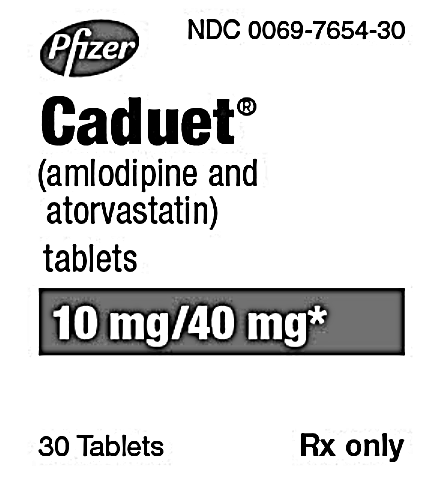 Pfizer
NDC 0069-7654-30
Caduet®
(amlodipine and
atorvastatin)
tablets
10 mg/40 mg*
30 Tablets
Rx only